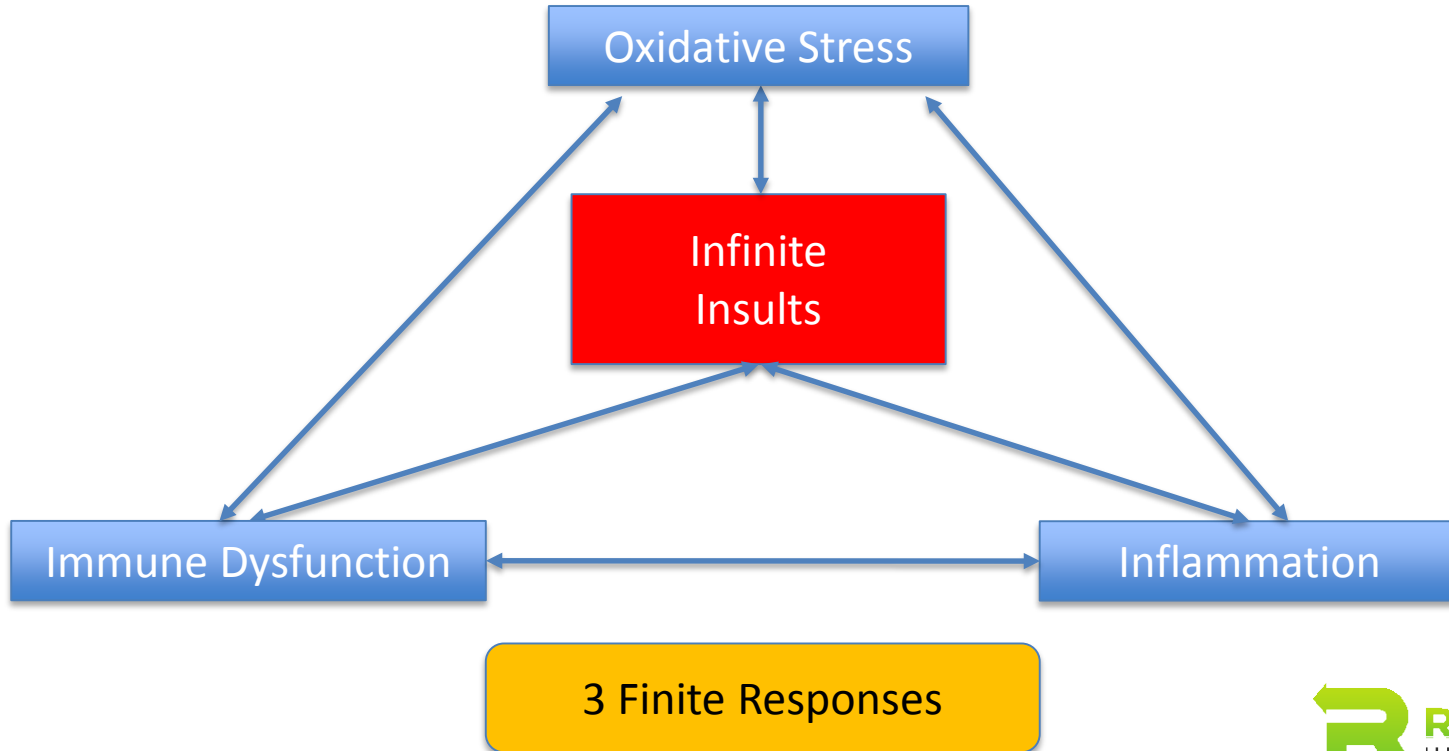 Oxidative Stress
Infinite
Insults
Immune Dysfunction
Inflammation
3 Finite Responses